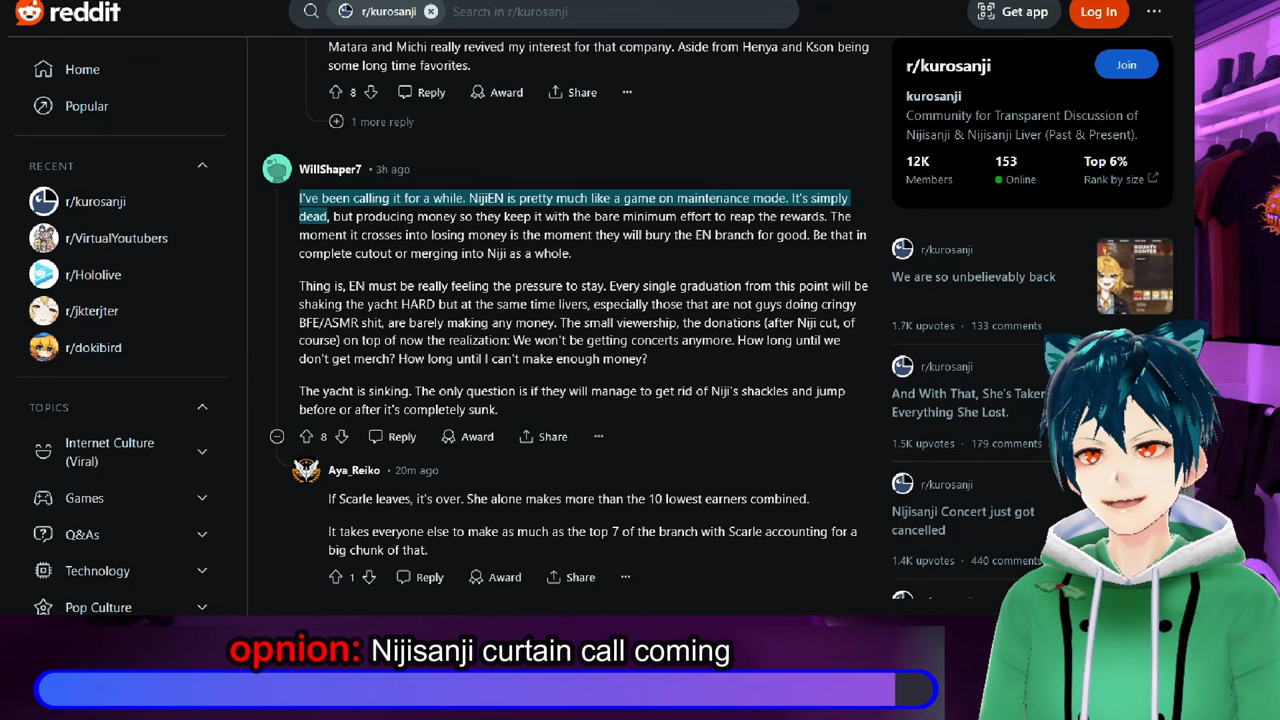 reddit
r/kurosanji
Search in r/kurosanji
Get app
Log In
Home
Popular
RECENT
r/kurosanji
r/VirtualYoutubers
r/Hololive
r/jkterjter
r/dokibird
TOPICS
Internet Culture
(Viral)
Games
Q&As
Technology
Pop Culture
Matara and Michi really revived my interest for that company. Aside from Henya and Kson being
some long time favorites.
8
Reply
Award
Share
1 more reply
WillShaper7 • 3h ago
I've been calling it for a while. NijiEN is pretty much like a game on maintenance mode. It's simply
dead, but producing money so they keep it with the bare minimum effort to reap the rewards. The
moment it crosses into losing money is the moment they will bury the EN branch for good. Be that in
complete cutout or merging into Niji as a whole.
Thing is, EN must be really feeling the pressure to stay. Every single graduation from this point will be
shaking the yacht HARD but at the same time livers, especially those that are not guys doing cringy
BFE/ASMR shit, are barely making any money. The small viewership, the donations (after Niji cut, of
course) on top of now the realization: We won't be getting concerts anymore. How long until we
don't get merch? How long until I can't make enough money?
The yacht is sinking. The only question is if they will manage to get rid of Niji's shackles and jump
before or after it's completely sunk.
8
Reply
Award
Share
Aya_Reiko • 20m ago
If Scarle leaves, it's over. She alone makes more than the 10 lowest earners combined.
It takes everyone else to make as much as the top 7 of the branch with Scarle accounting for a
big chunk of that.
1
Reply
Award
Share
r/kurosanji
Join
kurosanji
Community for Transparent Discussion of
Nijisanji & Nijisanji Liver (Past & Present).
12K
153
Top 6%
Members
Online
Rank by size
r/kurosanji
We are so unbelievably back
BOUNTY
HUNTER
1.7K upvotes • 133 comments
r/kurosanji
And With That, She's Taken
Everything She Lost.
1.5K upvotes • 179 comments
r/kurosanji
Nijisanji Concert just got
cancelled
1.4K upvotes • 440 comments
r/kurosanji
opnion: Nijisanji curtain call coming